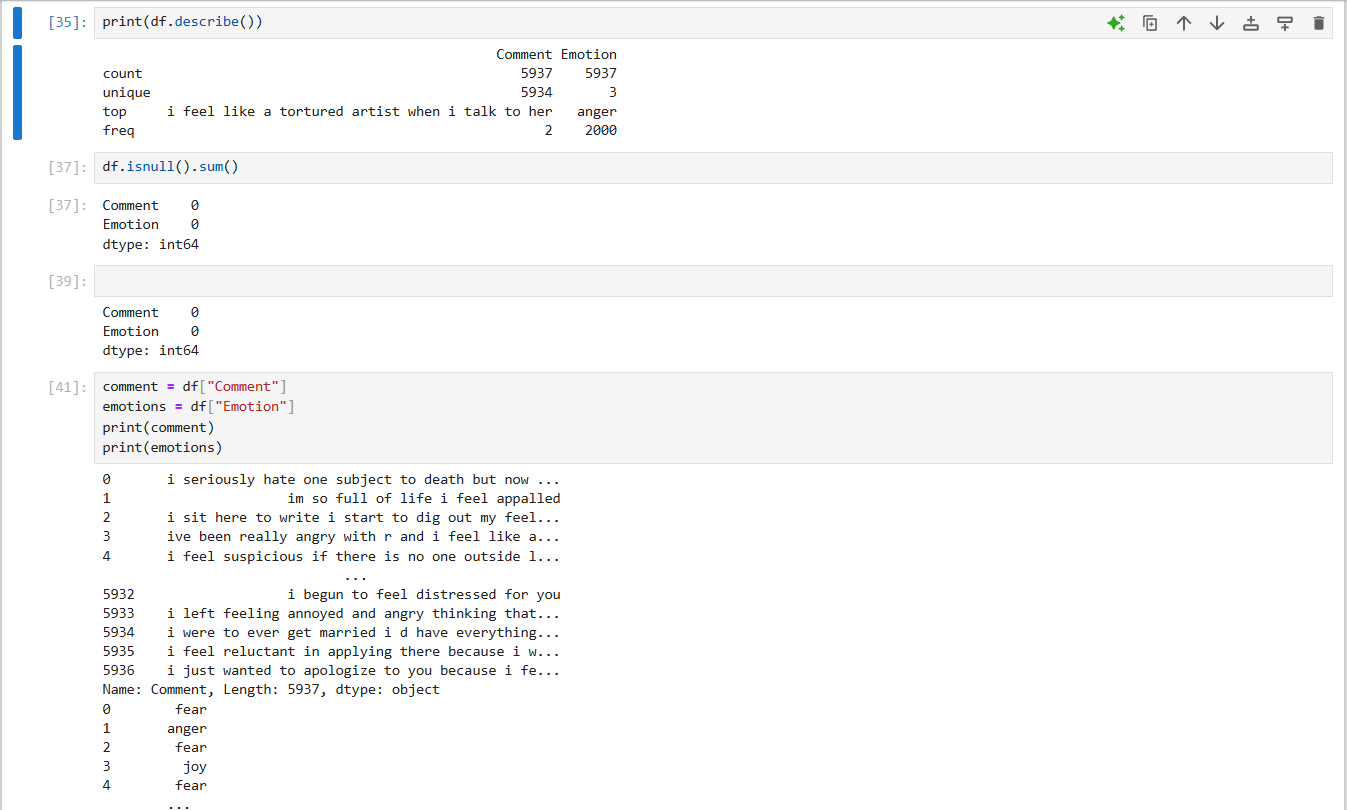 [35]: print(df.describe())
Comment Emotion
count 5937 5937
unique 5934 3
top i feel like a tortured artist when i talk to her anger
freq 2 2000
[37]: df.isnull().sum()
[37]: Comment 0
Emotion 0
dtype: int64
[39]:
Comment 0
Emotion 0
dtype: int64
[41]: comment = df["Comment"]
emotions = df["Emotion"]
print(comment)
print(emotions)
0 i seriously hate one subject to death but now ...
1 im so full of life i feel appalled
2 i sit here to write i start to dig out my feel...
3 ive been really angry with r and i feel like a...
4 i feel suspicious if there is no one outside l...
...
5932 i begun to feel distressed for you
5933 i left feeling annoyed and angry thinking that...
5934 i were to ever get married i d have everything...
5935 i feel reluctant in applying there because i w...
5936 i just wanted to apologize to you because i fe...
Name: Comment, Length: 5937, dtype: object
0 fear
1 anger
2 fear
3 joy
4 fear
...